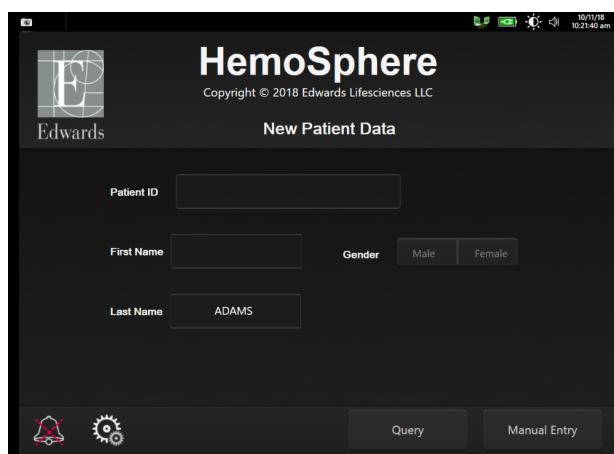 10/11/18
10:21:40 am
HemoSphere
Copyright © 2018 Edwards Lifesciences LLC
Edwards
New Patient Data
Patient ID
First Name
Gender Male Female
Last Name ADAMS
Query Manual Entry